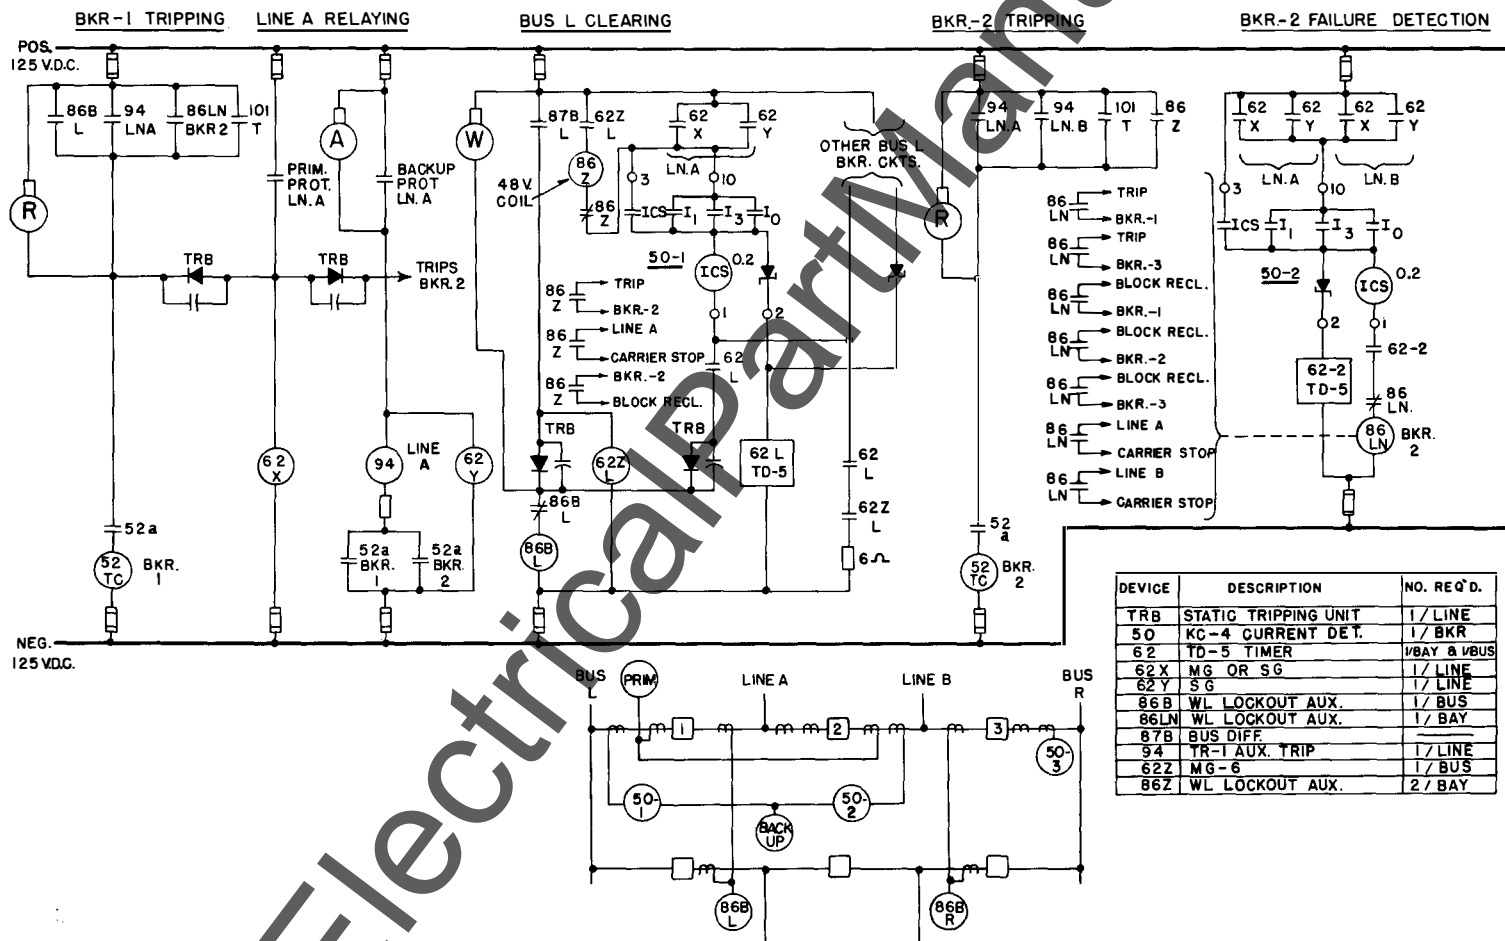 BKR-1 TRIPPING
LINE A RELAYING
BUS L CLEARING
BKR.-2 TRIPPING
BKR.-2 FAILURE DETECTION
POS.
125 V.D.C.
86B
L
94
LNA
86LN
BKR 2
101
T
R
A
PRIM.
PROT.
LN. A
BACKUP
PROT
LN. A
TRB
TRB
TRIPS
BKR. 2
62
X
94
LINE
A
62
Y
52a
52
TC
BKR.
1
52a
BKR.
1
52a
BKR.
2
NEG.
125 V.D.C.
W
87B
L
62Z
L
86
Z
48 V.
COIL
86
Z
62
X
62
Y
LN.A
3
10
ICS
I1
I3
I0
50-1
ICS
0.2
1
2
OTHER BUS L
BKR. CKTS.
86
Z
TRIP
BKR.-2
86
Z
LINE A
CARRIER STOP
86
Z
BKR.-2
BLOCK RECL.
62
L
TRB
TRB
62Z
L
62 L
TD-5
86B
L
86B
L
62
L
62Z
L
6Ω
R
94
LN.A
94
LN.B
101
T
86
Z
52
a
52
TC
BKR.
2
86
LN
TRIP
BKR.-1
86
LN
TRIP
BKR.-3
86
LN
BLOCK RECL.
BKR.-1
86
LN
BLOCK RECL.
BKR.-2
86
LN
BLOCK RECL.
BKR.-3
86
LN
LINE A
CARRIER STOP
86
LN
LINE B
CARRIER STOP
62
X
62
Y
62
X
62
Y
LN.A
LN.B
3
10
ICS
I1
I3
I0
50-2
ICS
0.2
2
1
62-2
TD-5
62-2
86
LN.
86
LN
BKR.
2
DEVICE DESCRIPTION NO. REQ'D.
TRB STATIC TRIPPING UNIT 1/LINE
50 KC-4 CURRENT DET. 1/BKR
62 TD-5 TIMER 1/BAY & 1/BUS
62X MG OR SG 1/LINE
62Y SG 1/LINE
86B WL LOCKOUT AUX. 1/BUS
86LN WL LOCKOUT AUX. 1/BAY
87B BUS DIFF.
94 TR-1 AUX. TRIP 1/LINE
62Z MG-6 1/BUS
86Z WL LOCKOUT AUX. 2/BAY
BUS
L
PRIM.
LINE A
LINE B
BUS
R
1
2
3
50-
3
50-
1
50-
2
BACK
UP
86B
L
86B
R
ElectricalPartManu